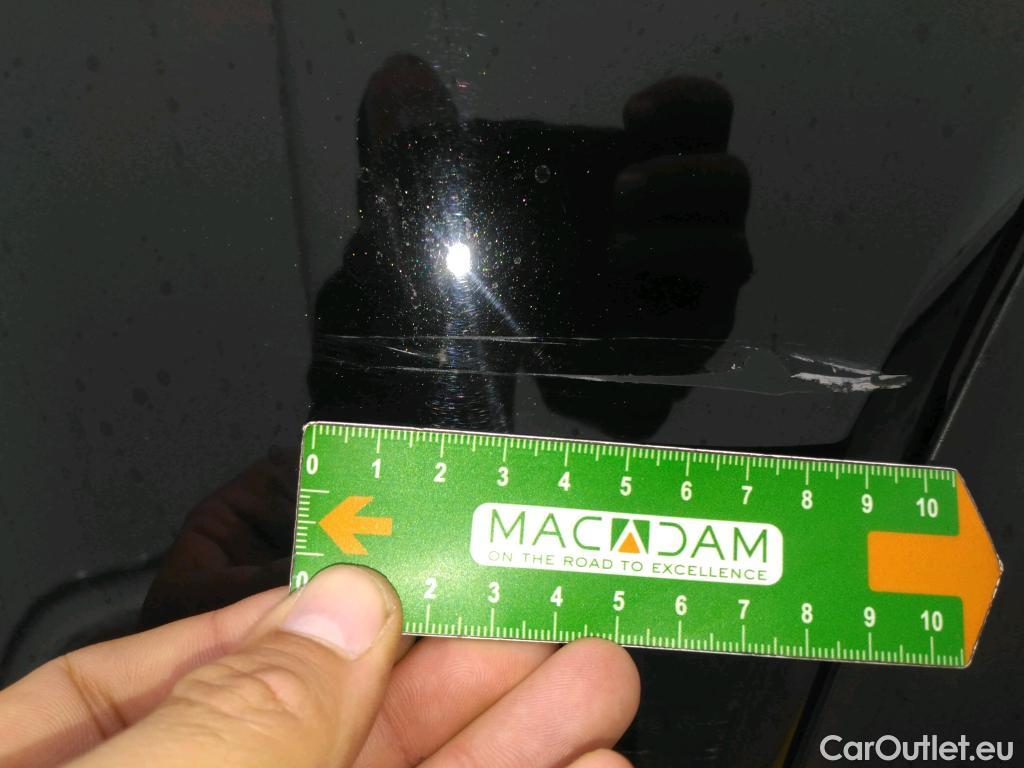 0 1 2 3 4 5 6 7 8 9 10
MACADAM
ON THE ROAD TO EXCELLENCE
0 2 3 4 5 6 7 8 9 10
CarOutlet.eu